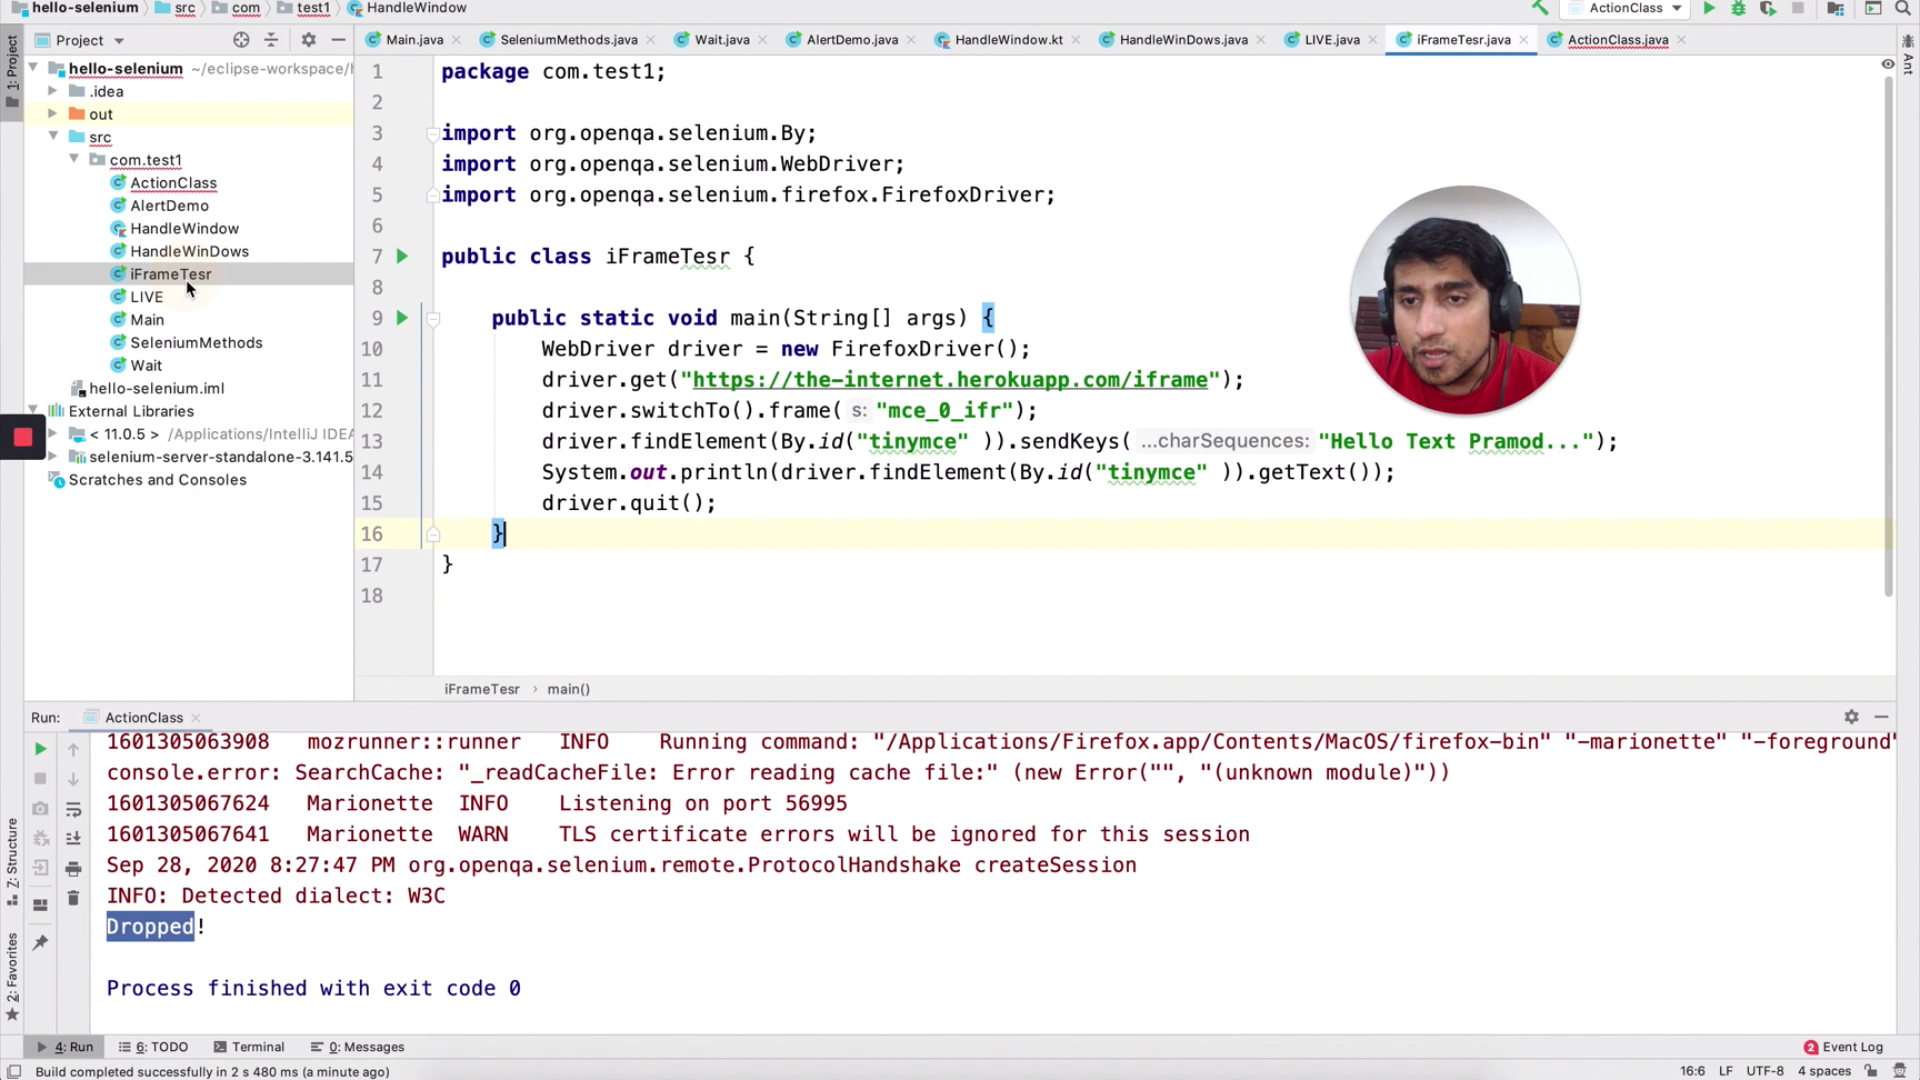 hello-selenium src com test1 HandleWindow ActionClass
Project
Main.java SeleniumMethods.java Wait.java AlertDemo.java HandleWindow.kt HandleWinDows.java LIVE.java iFrameTesr.java ActionClass.java
1: Project
Ant
hello-selenium ~/eclipse-workspace/h
.idea
out
src
com.test1
ActionClass
AlertDemo
HandleWindow
HandleWinDows
iFrameTesr
LIVE
Main
SeleniumMethods
Wait
hello-selenium.iml
External Libraries
< 11.0.5 > /Applications/IntelliJ IDEA
selenium-server-standalone-3.141.5
Scratches and Consoles
1 package com.test1;
2
3 import org.openqa.selenium.By;
4 import org.openqa.selenium.WebDriver;
5 import org.openqa.selenium.firefox.FirefoxDriver;
6
7 public class iFrameTesr {
8
9 public static void main(String[] args) {
10 WebDriver driver = new FirefoxDriver();
11 driver.get("https://the-internet.herokuapp.com/iframe");
12 driver.switchTo().frame( s: "mce_0_ifr");
13 driver.findElement(By.id("tinymce" )).sendKeys( ...charSequences: "Hello Text Pramod...");
14 System.out.println(driver.findElement(By.id("tinymce" )).getText());
15 driver.quit();
16 }
17 }
18
iFrameTesr › main()
Run: ActionClass
1601305063908 mozrunner::runner INFO Running command: "/Applications/Firefox.app/Contents/MacOS/firefox-bin" "-marionette" "-foreground"
console.error: SearchCache: "_readCacheFile: Error reading cache file:" (new Error("", "(unknown module)"))
1601305067624 Marionette INFO Listening on port 56995
1601305067641 Marionette WARN TLS certificate errors will be ignored for this session
Sep 28, 2020 8:27:47 PM org.openqa.selenium.remote.ProtocolHandshake createSession
INFO: Detected dialect: W3C
Dropped!
Process finished with exit code 0
Z: Structure
2: Favorites
4: Run 6: TODO Terminal 0: Messages 2 Event Log
Build completed successfully in 2 s 480 ms (a minute ago) 16:6 LF UTF-8 4 spaces